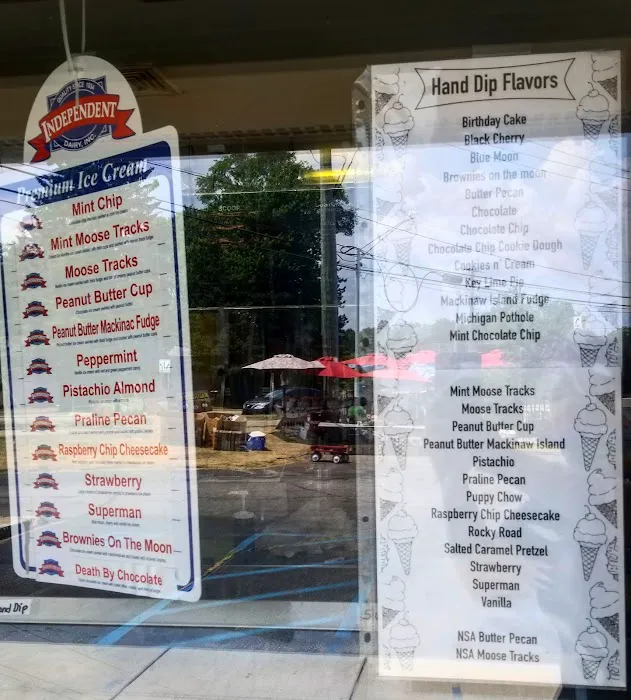 QUALITY SINCE 1934
INDEPENDENT
DAIRY, INC.
Premium Ice Cream
Mint Chip
Mint Moose Tracks
Moose Tracks
Peanut Butter Cup
Peanut Butter Mackinac Fudge
Peppermint
Pistachio Almond
Praline Pecan
Raspberry Chip Cheesecake
Strawberry
Superman
Brownies On The Moon
Death By Chocolate
and Dip
Hand Dip Flavors
Birthday Cake
Black Cherry
Blue Moon
Brownies on the moon
Butter Pecan
Chocolate
Chocolate Chip
Chocolate Chip Cookie Dough
Cookies n' Cream
Key Lime Pie
Mackinaw Island Fudge
Michigan Pothole
Mint Chocolate Chip
Mint Moose Tracks
Moose Tracks
Peanut Butter Cup
Peanut Butter Mackinaw Island
Pistachio
Praline Pecan
Puppy Chow
Raspberry Chip Cheesecake
Rocky Road
Salted Caramel Pretzel
Strawberry
Superman
Vanilla
NSA Butter Pecan
NSA Moose Tracks